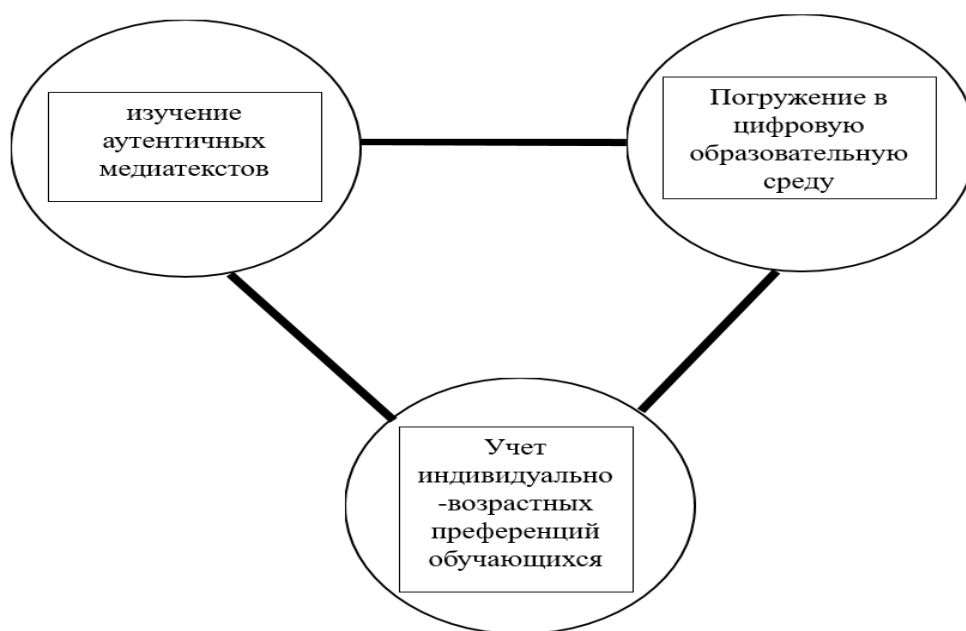 изучение
аутентичных
медиатекстов
Погружение в
цифровую
образовательную
среду
Учет
индивидуально
-возрастных
преференций
обучающихся